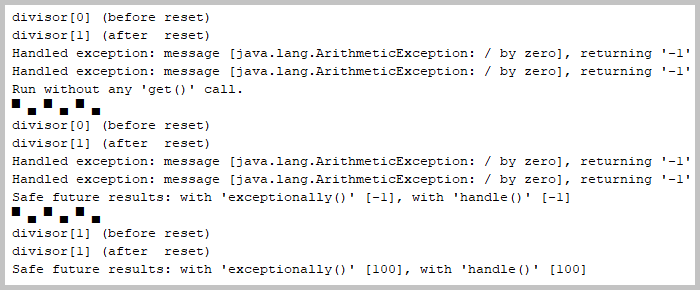 divisor[0] (before reset)
divisor[1] (after  reset)
Handled exception: message [java.lang.ArithmeticException: / by zero], returning '-1'
Handled exception: message [java.lang.ArithmeticException: / by zero], returning '-1'
Run without any 'get()' call.
▀ ▄ ▀ ▄ ▀ ▄
divisor[0] (before reset)
divisor[1] (after  reset)
Handled exception: message [java.lang.ArithmeticException: / by zero], returning '-1'
Handled exception: message [java.lang.ArithmeticException: / by zero], returning '-1'
Safe future results: with 'exceptionally()' [-1], with 'handle()' [-1]
▀ ▄ ▀ ▄ ▀ ▄
divisor[1] (before reset)
divisor[1] (after  reset)
Safe future results: with 'exceptionally()' [100], with 'handle()' [100]